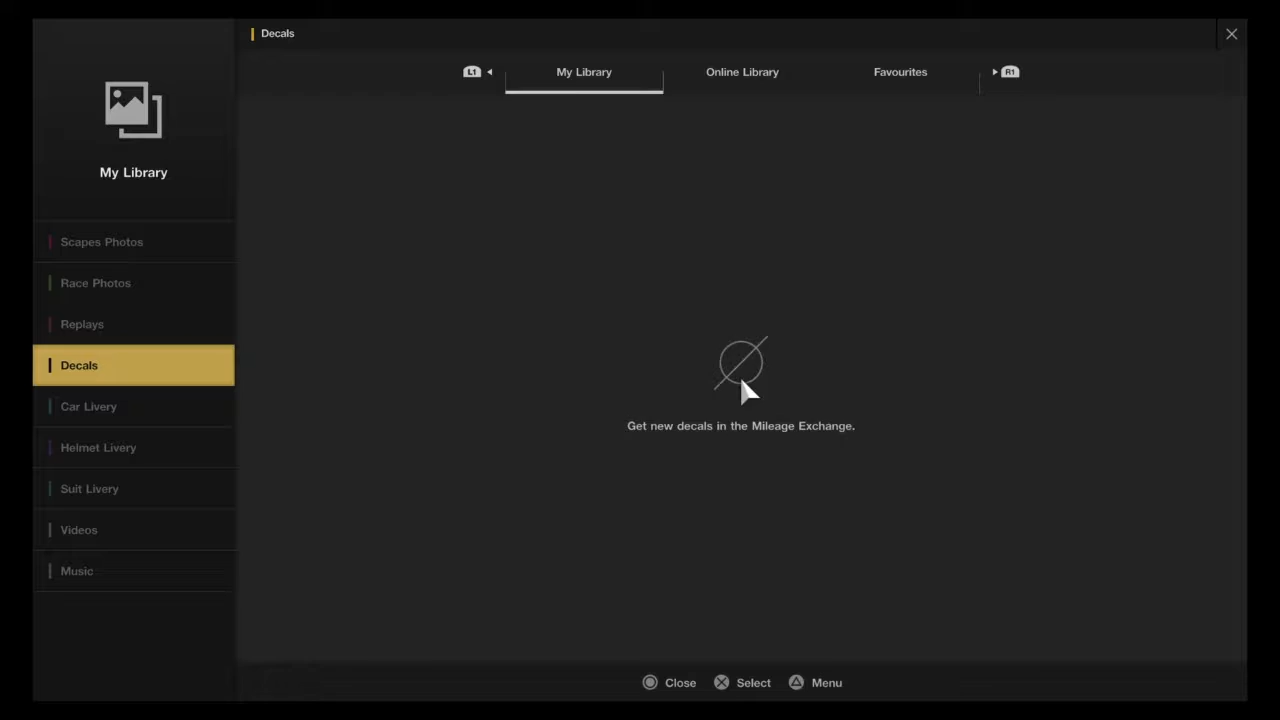 Decals
L1
My Library
Online Library
Favourites
R1
My Library
Scapes Photos
Race Photos
Replays
Decals
Car Livery
Helmet Livery
Suit Livery
Videos
Music
Get new decals in the Mileage Exchange.
Close
Select
Menu